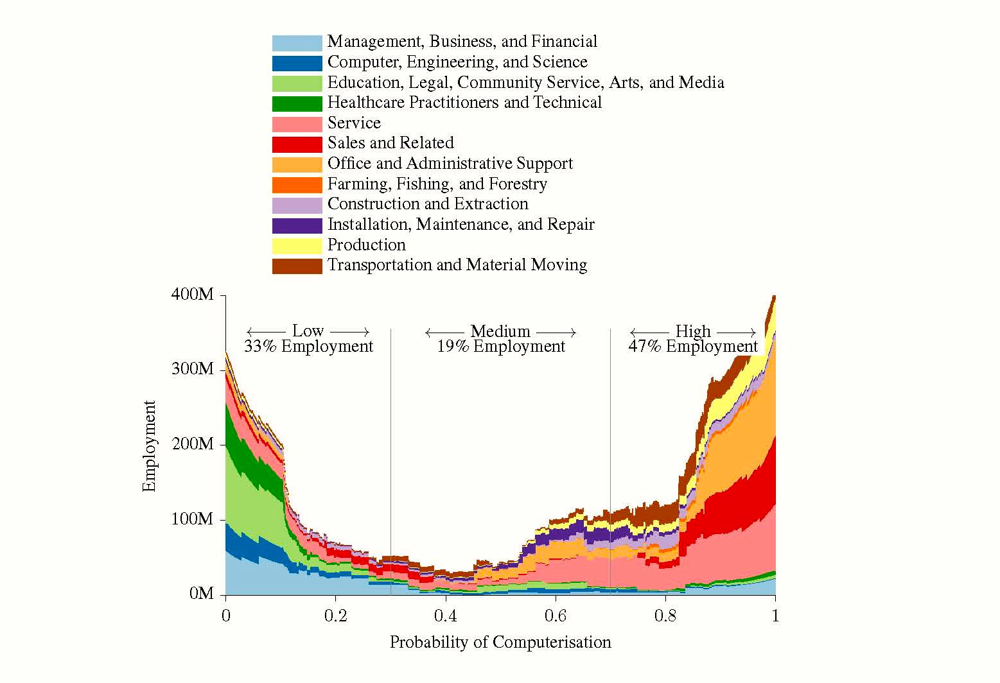 Management, Business, and Financial
Computer, Engineering, and Science
Education, Legal, Community Service, Arts, and Media
Healthcare Practitioners and Technical
Service
Sales and Related
Office and Administrative Support
Farming, Fishing, and Forestry
Construction and Extraction
Installation, Maintenance, and Repair
Production
Transportation and Material Moving
400M
300M
200M
100M
0M
Employment
← Low →
33% Employment
← Medium →
19% Employment
← High →
47% Employment
0 0.2 0.4 0.6 0.8 1
Probability of Computerisation